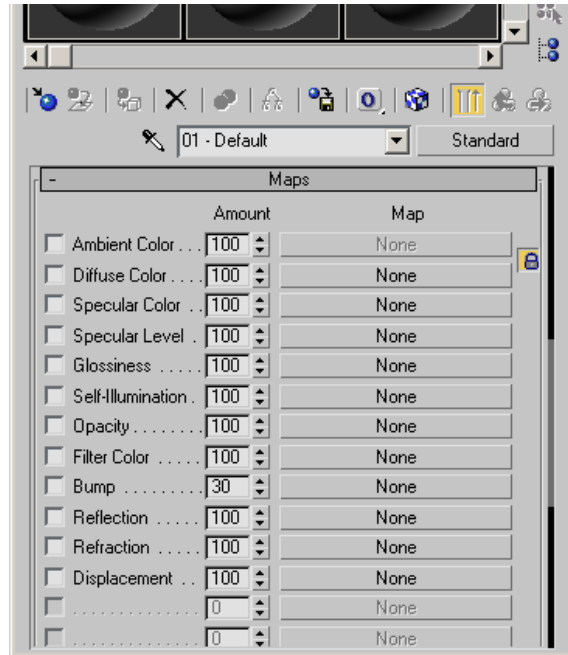 01 - Default Standard
- Maps
Amount Map
Ambient Color . . . 100 None
Diffuse Color . . . . 100 None
Specular Color . . 100 None
Specular Level . 100 None
Glossiness . . . . . 100 None
Self-Illumination . 100 None
Opacity . . . . . . . . 100 None
Filter Color . . . . . 100 None
Bump . . . . . . . . . 30 None
Reflection . . . . . 100 None
Refraction . . . . . 100 None
Displacement . . 100 None
. . . . . . . . . . . . . . 0 None
. . . . . . . . . . . . . . 0 None